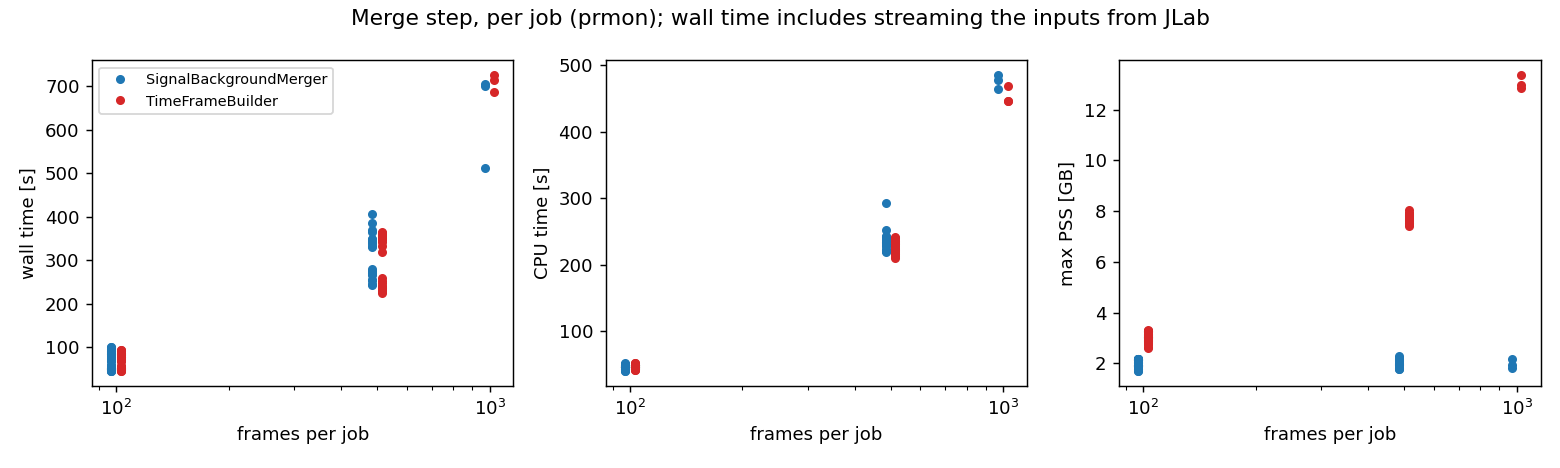 Merge step, per job (prmon); wall time includes streaming the inputs from JLab
SignalBackgroundMerger
TimeFrameBuilder
wall time [s]
700
600
500
400
300
200
100
10²
10³
frames per job
CPU time [s]
500
400
300
200
100
10²
10³
frames per job
max PSS [GB]
12
10
8
6
4
2
10²
10³
frames per job